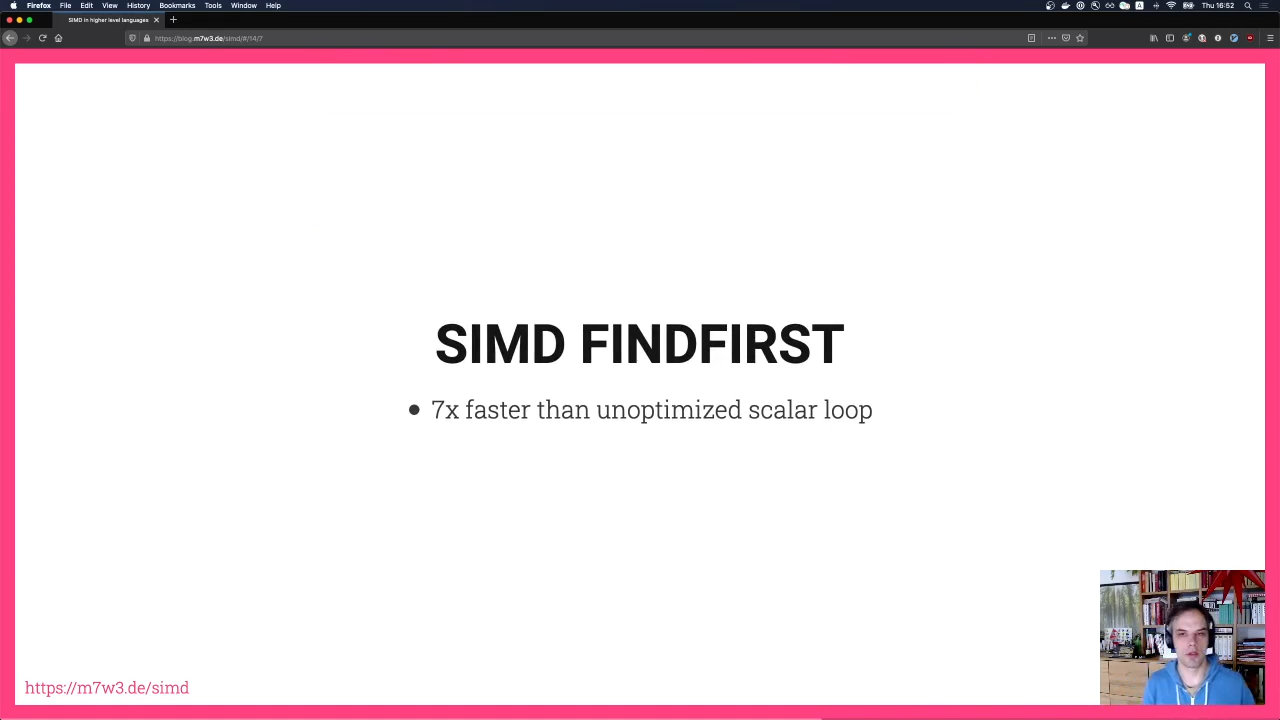 Firefox File Edit View History Bookmarks Tools Window Help
Thu 16:52
SIMD in higher level languages
https://blog.m7w3.de/simd/#/14/7
SIMD FINDFIRST
7x faster than unoptimized scalar loop
https://m7w3.de/simd